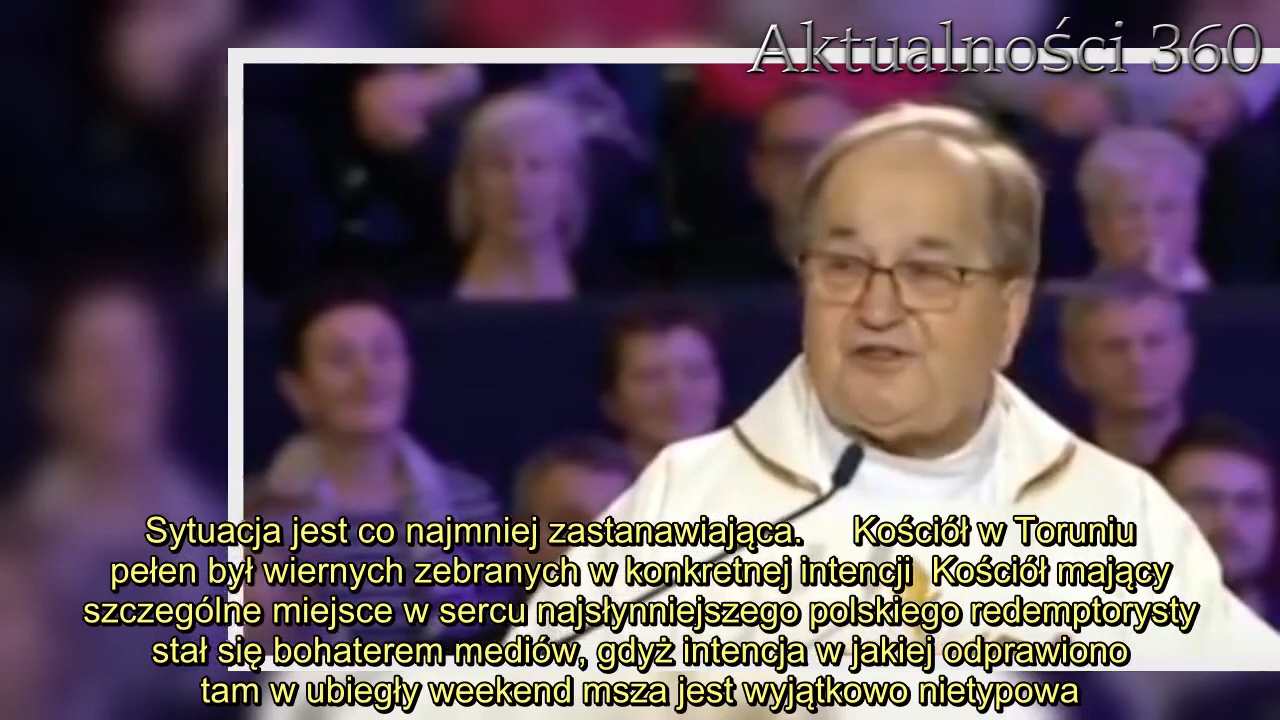 Aktualności 360
Sytuacja jest co najmniej zastanawiająca. Kościół w Toruniu
pełen był wiernych zebranych w konkretnej intencji Kościół mający
szczególne miejsce w sercu najsłynniejszego polskiego redemptorysty
stał się bohaterem mediów, gdyż intencja w jakiej odprawiono
tam w ubiegły weekend msza jest wyjątkowo nietypowa